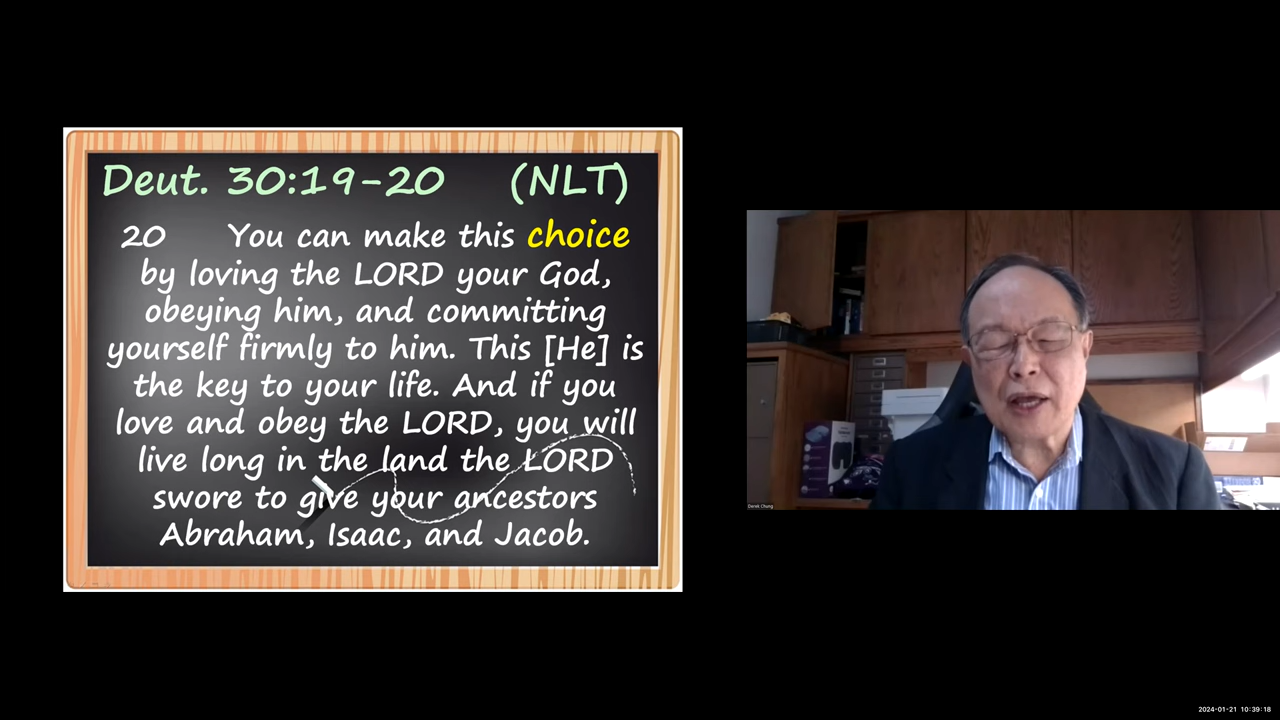 Deut. 30:19-20 (NLT)
20 You can make this choice
by loving the LORD your God,
obeying him, and committing
yourself firmly to him. This [He] is
the key to your life. And if you
love and obey the LORD, you will
live long in the land the LORD
swore to give your ancestors
Abraham, Isaac, and Jacob.
Derek Chung
2024-01-21 10:39:18